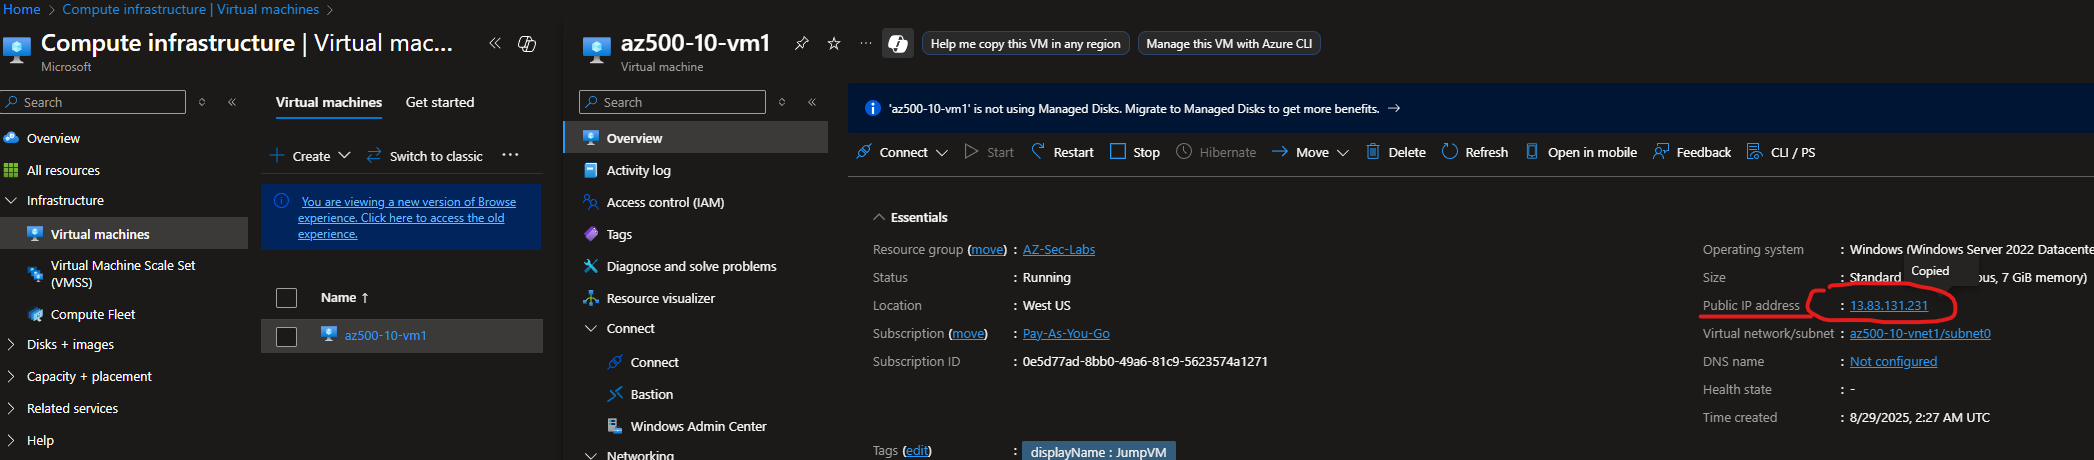 Home > Compute infrastructure | Virtual machines >
Compute infrastructure | Virtual mac...
Microsoft
Search
Overview
All resources
Infrastructure
Virtual machines
Virtual Machine Scale Set
(VMSS)
Compute Fleet
Disks + images
Capacity + placement
Related services
Help
Virtual machines Get started
Create Switch to classic ...
You are viewing a new version of Browse
experience. Click here to access the old
experience.
Name ↑
az500-10-vm1
az500-10-vm1
Virtual machine
Help me copy this VM in any region Manage this VM with Azure CLI
Search
Overview
Activity log
Access control (IAM)
Tags
Diagnose and solve problems
Resource visualizer
Connect
Connect
Bastion
Windows Admin Center
Networking
'az500-10-vm1' is not using Managed Disks. Migrate to Managed Disks to get more benefits. →
Connect Start Restart Stop Hibernate Move Delete Refresh Open in mobile Feedback CLI / PS
Essentials
Resource group (move) : AZ-Sec-Labs
Status : Running
Location : West US
Subscription (move) : Pay-As-You-Go
Subscription ID : 0e5d77ad-8bb0-49a6-81c9-5623574a1271
Operating system : Windows (Windows Server 2022 Datacente
Size : Standard pus, 7 GiB memory)
Copied
Public IP address : 13.83.131.231
Virtual network/subnet : az500-10-vnet1/subnet0
DNS name : Not configured
Health state : -
Time created : 8/29/2025, 2:27 AM UTC
Tags (edit) : displayName : JumpVM